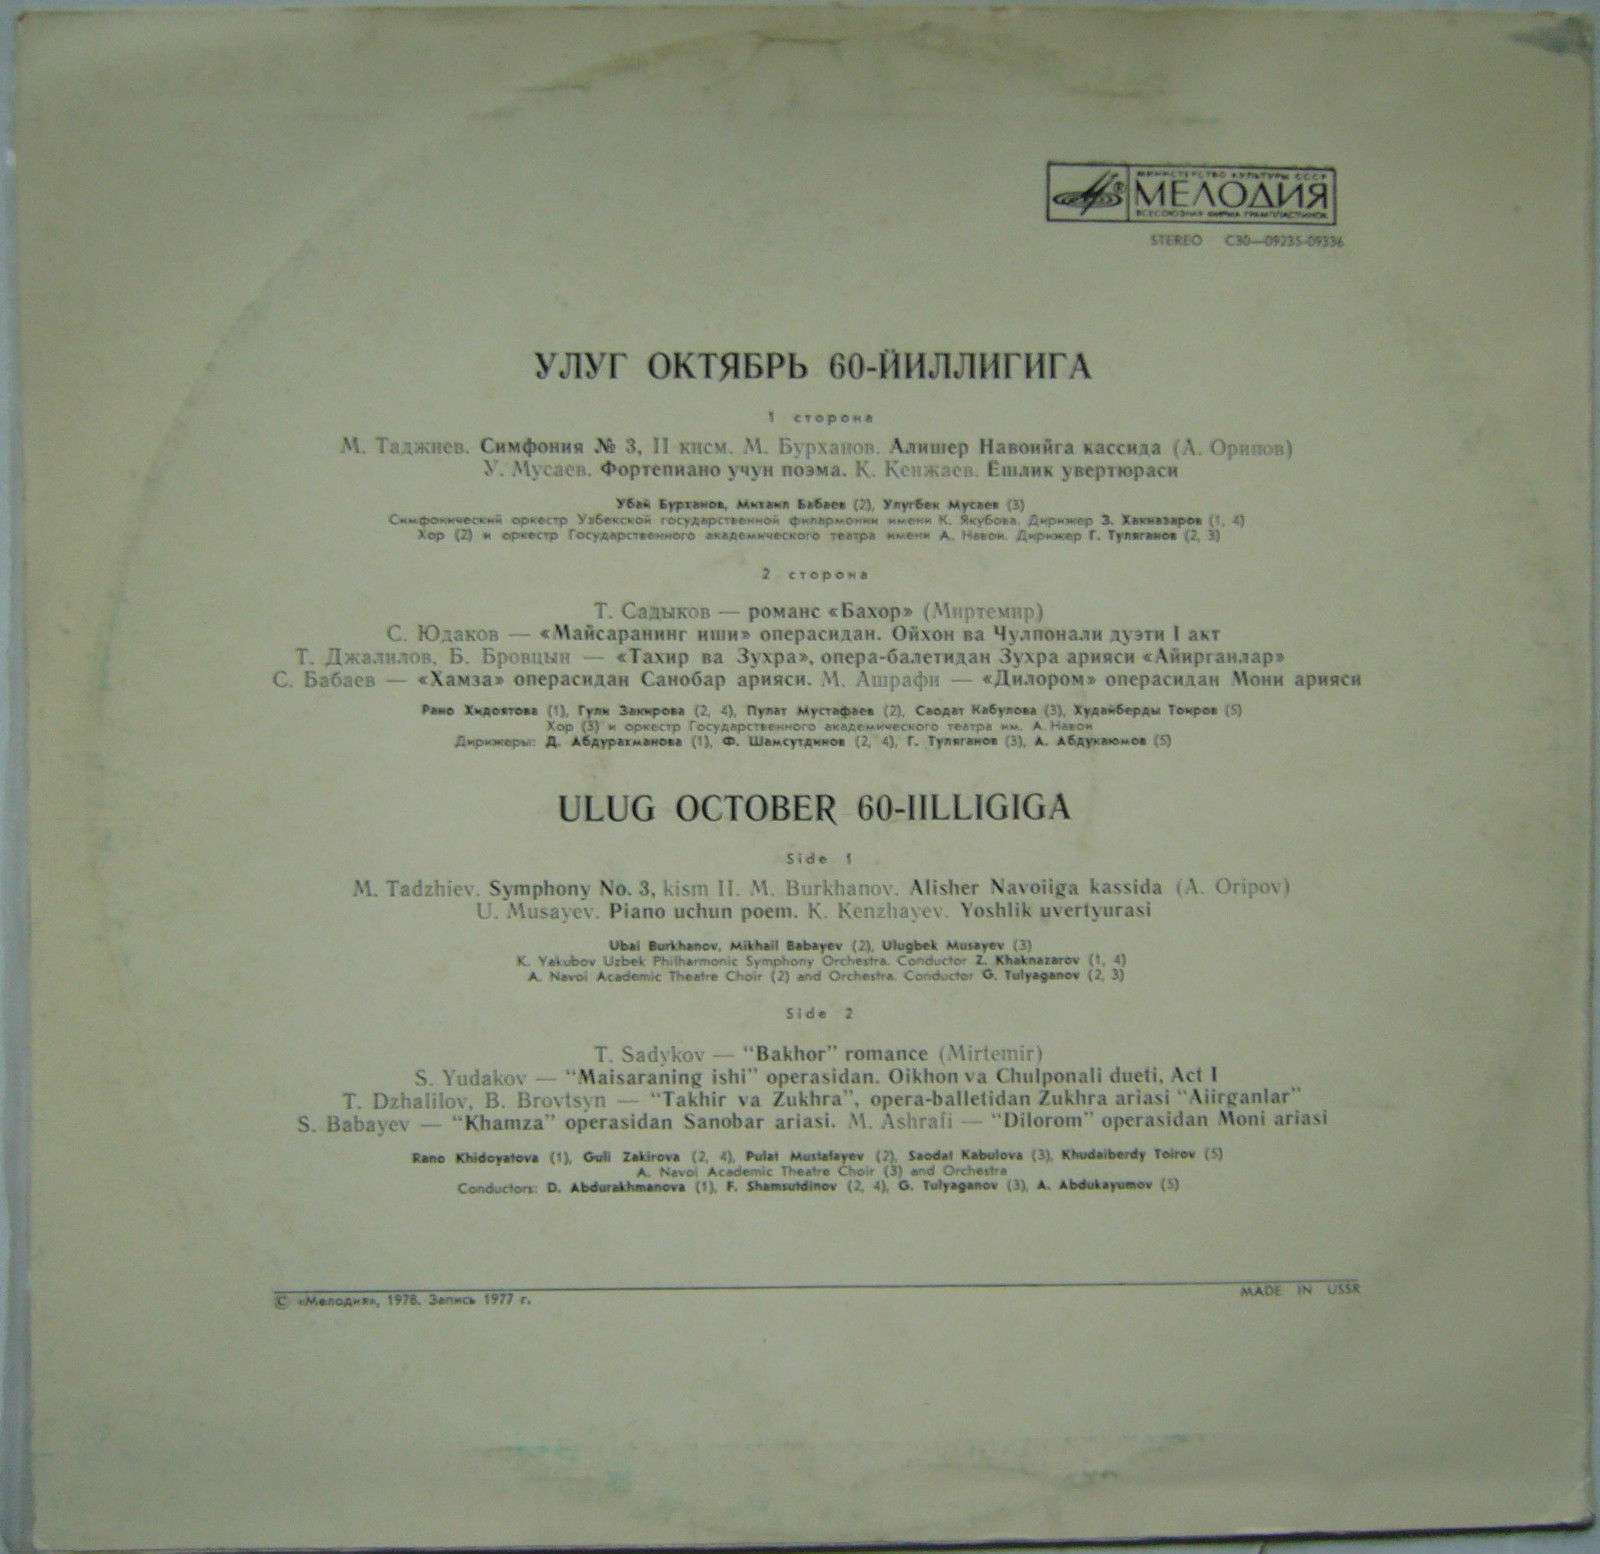 МИНИСТЕРСТВО КУЛЬТУРЫ СССР
МЕЛОДИЯ
ВСЕСОЮЗНАЯ ФИРМА ГРАМПЛАСТИНОК
STEREO С30—09235-09336
УЛУГ ОКТЯБРЬ 60-ЙИЛЛИГИГА
1 сторона
М. Таджиев. Симфония № 3, II кисм. М. Бурханов. Алишер Навоийга кассида (А. Орипов)
У. Мусаев. Фортепиано учун поэма. К. Кенжаев. Ёшлик увертюраси
Убай Бурханов, Михаил Бабаев (2), Улугбек Мусаев (3)
Симфонический оркестр Узбекской государственной филармонии имени К. Якубова. Дирижер З. Хакназаров (1, 4)
Хор (2) и оркестр Государственного академического театра имени А. Навои. Дирижер Г. Туляганов (2, 3)
2 сторона
Т. Садыков — романс «Бахор» (Миртемир)
С. Юдаков — «Майсаранинг иши» операсидан. Ойхон ва Чулпонали дуэти I акт
Т. Джалилов, Б. Бровцын — «Тахир ва Зухра», опера-балетидан Зухра арияси «Айирганлар»
С. Бабаев — «Хамза» операсидан Санобар арияси. М. Ашрафи — «Дилором» операсидан Мони арияси
Рано Хидоятова (1), Гули Закирова (2, 4), Пулат Мустафаев (2), Саодат Кабулова (3), Худайберды Тоиров (5)
Хор (3) и оркестр Государственного академического театра им. А. Навои
Дирижеры: Д. Абдурахманова (1), Ф. Шамсутдинов (2, 4), Г. Туляганов (3), А. Абдукаюмов (5)
ULUG OCTOBER 60-IILLIGIGA
Side 1
M. Tadzhiev. Symphony No. 3, kism II. M. Burkhanov. Alisher Navoiiga kassida (A. Oripov)
U. Musayev. Piano uchun poem. K. Kenzhayev. Yoshlik uvertyurasi
Ubai Burkhanov, Mikhail Babayev (2), Ulugbek Musayev (3)
K. Yakubov Uzbek Philharmonic Symphony Orchestra. Conductor Z. Khaknazarov (1, 4)
A. Navoi Academic Theatre Choir (2) and Orchestra. Conductor G. Tulyaganov (2, 3)
Side 2
T. Sadykov — “Bakhor” romance (Mirtemir)
S. Yudakov — “Maisaraning ishi” operasidan. Oikhon va Chulponali dueti, Act I
T. Dzhalilov, B. Brovtsyn — “Takhir va Zukhra”, opera-balletidan Zukhra ariasi “Aiirganlar”
S. Babayev — “Khamza” operasidan Sanobar ariasi. M. Ashrafi — “Dilorom” operasidan Moni ariasi
Rano Khidoyatova (1), Guli Zakirova (2, 4), Pulat Mustafayev (2), Saodat Kabulova (3), Khudaiberdy Toirov (5)
A. Navoi Academic Theatre Choir (3) and Orchestra
Conductors: D. Abdurakhmanova (1), F. Shamsutdinov (2, 4), G. Tulyaganov (3), A. Abdukayumov (5)
© «Мелодия», 1978. Запись 1977 г.
MADE IN USSR